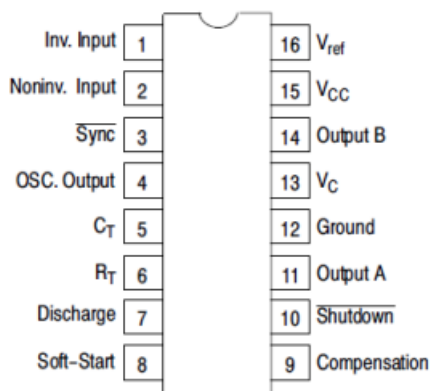 Inv. Input 1 16 Vref
Noninv. Input 2 15 VCC
Sync 3 14 Output B
OSC. Output 4 13 VC
CT 5 12 Ground
RT 6 11 Output A
Discharge 7 10 Shutdown
Soft-Start 8 9 Compensation